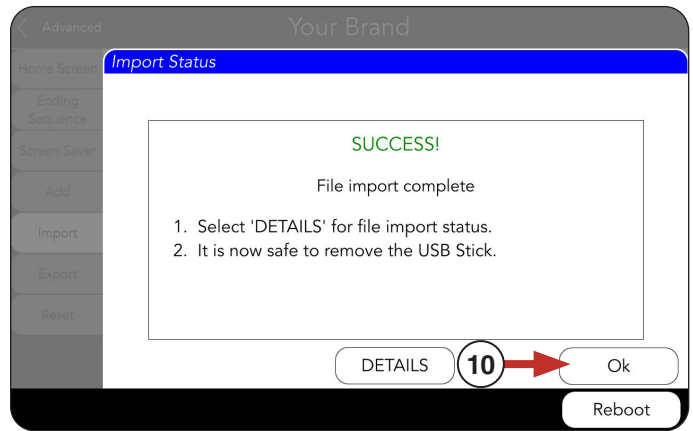 Advanced
Your Brand
Home Screen
Ending
Sequence
Screen Saver
Add
Import
Export
Reset
Import Status
SUCCESS!
File import complete
1. Select 'DETAILS' for file import status.
2. It is now safe to remove the USB Stick.
DETAILS
10
Ok
Reboot